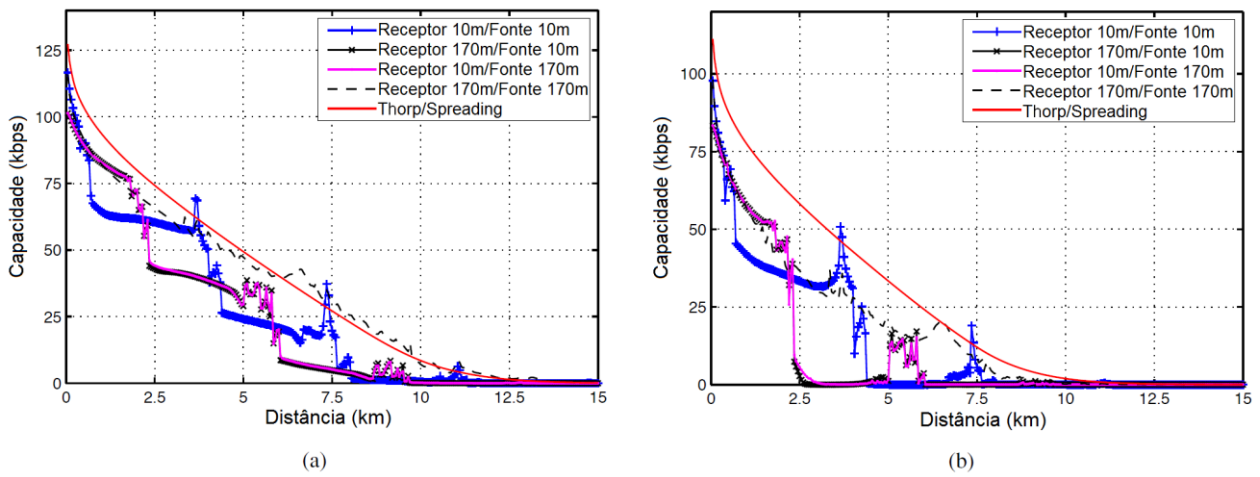 125
100
75
50
25
0
Capacidade (kbps)
0
2.5
5
7.5
10
12.5
15
Distância (km)
Receptor 10m/Fonte 10m
Receptor 170m/Fonte 10m
Receptor 10m/Fonte 170m
Receptor 170m/Fonte 170m
Thorp/Spreading
(a)
100
75
50
25
0
Capacidade (kbps)
0
2.5
5
7.5
10
12.5
15
Distância (km)
Receptor 10m/Fonte 10m
Receptor 170m/Fonte 10m
Receptor 10m/Fonte 170m
Receptor 170m/Fonte 170m
Thorp/Spreading
(b)